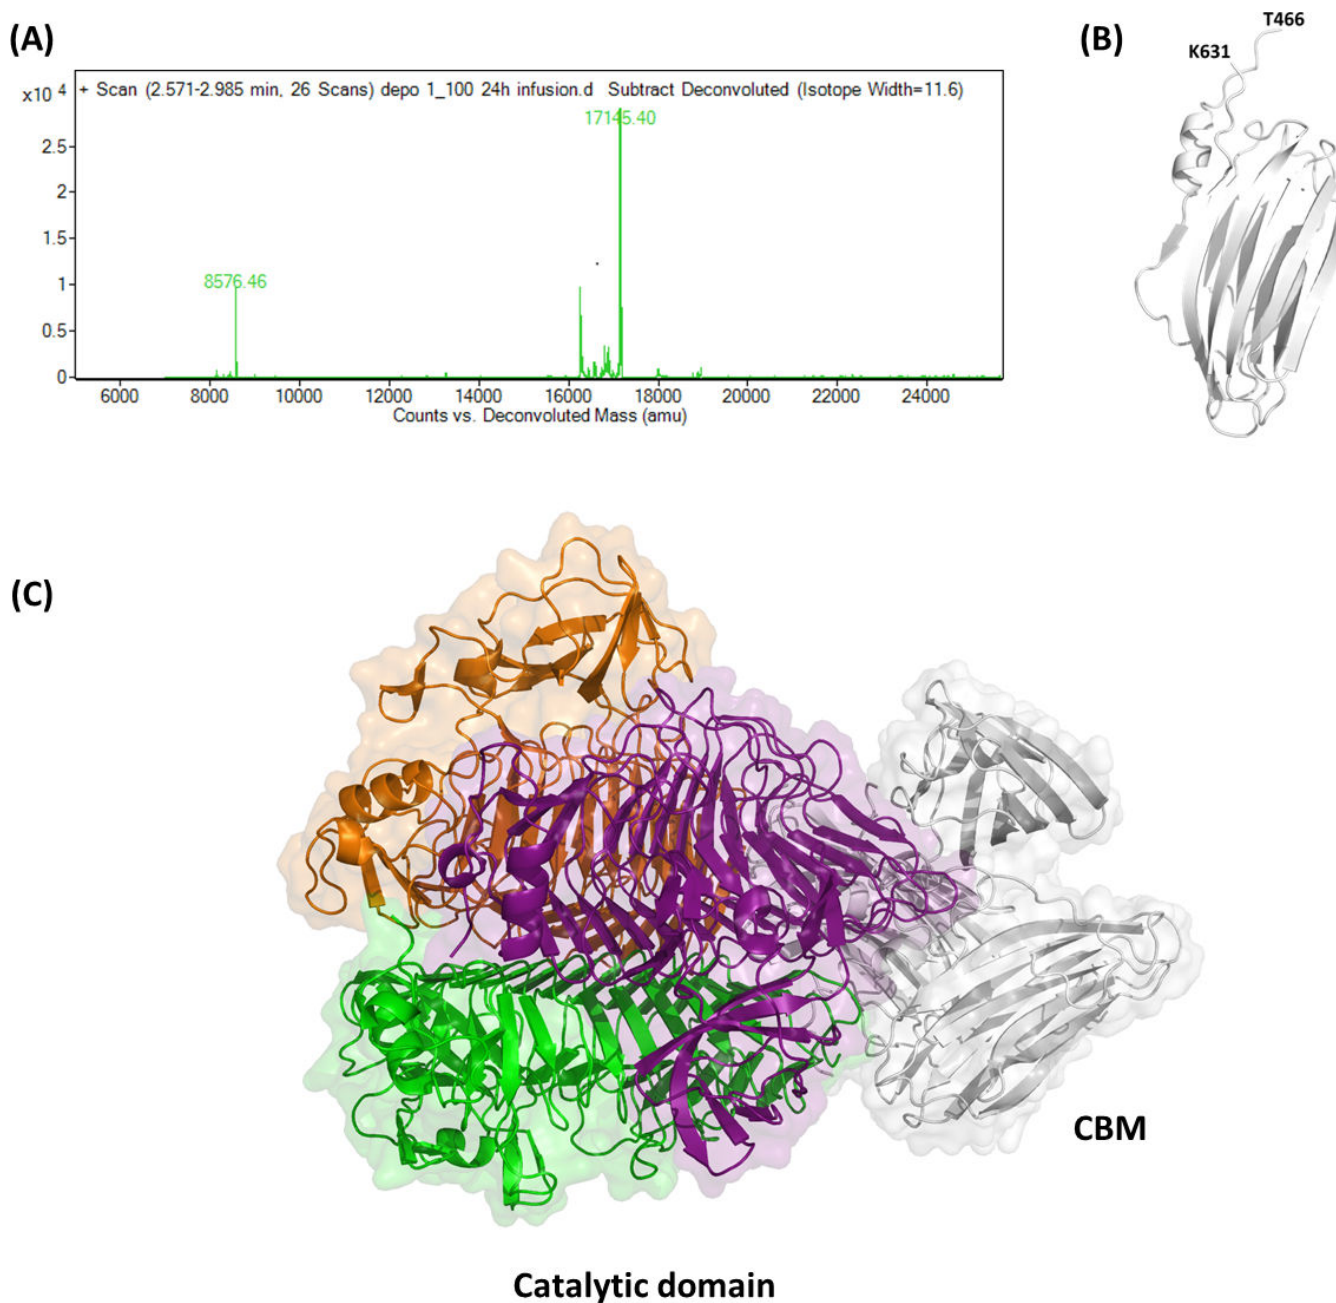 (A)
+ Scan (2.571-2.985 min, 26 Scans) depo 1_100 24h infusion.d Subtract Deconvoluted (Isotope Width=11.6)
x10 4
17145.40
2.5
2
1.5
1
8576.46
0.5
0
6000 8000 10000 12000 14000 16000 18000 20000 22000 24000
Counts vs. Deconvoluted Mass (amu)
(B)
T466
K631
(C)
CBM
Catalytic domain